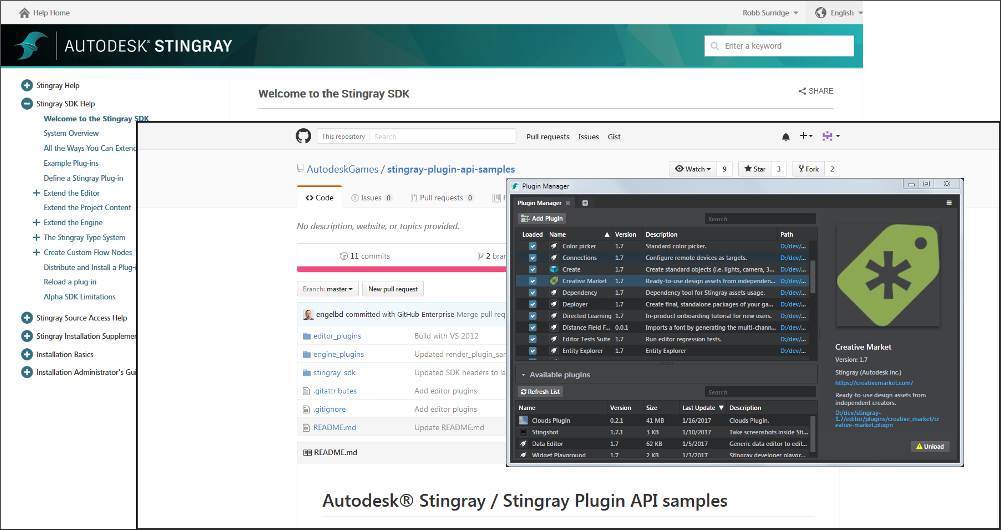 Help Home
Robb Surridge
English
AUTODESK® STINGRAY
Enter a keyword
Stingray Help
Stingray SDK Help
Welcome to the Stingray SDK
System Overview
All the Ways You Can Extend
Example Plug-ins
Define a Stingray Plug-in
Extend the Editor
Extend the Project Content
Extend the Engine
The Stingray Type System
Create Custom Flow Nodes
Distribute and Install a Plug-i
Reload a plug in
Alpha SDK Limitations
Stingray Source Access Help
Stingray Installation Supplemen
Installation Basics
Installation Administrator's Gui
Welcome to the Stingray SDK
SHARE
This repository Search
Pull requests Issues Gist
AutodeskGames / stingray-plugin-api-samples
Watch 9 Star 3 Fork 2
Code Issues 0 Pull requests 0
No description, website, or topics provided.
11 commits 2 bran
Branch: master New pull request
engelbd committed with GitHub Enterprise Merge pull req
editor_plugins Build with VS 2012
engine_plugins Updated render_plugin_sam
stingray_sdk Updated SDK headers to la
.gitattributes Add editor plugins
.gitignore Add editor plugins
README.md Update README.md
README.md
Autodesk® Stingray / Stingray Plugin API samples
Plugin Manager
Plugin Manager
Add Plugin Search
Loaded Name Version Description Path
Color picker 1.7 Standard color picker. D:/dev/...
Connections 1.7 Configure remote devices as targets. D:/dev/...
Create 1.7 Create standard objects (i.e. lights, camera, 3... D:/dev/...
Creative Market 1.7 Ready-to-use design assets from independen... D:/dev/...
Dependency 1.7 Dependency tool for Stingray assets usage. D:/dev/...
Deployer 1.7 Create final, standalone packages of your ga... D:/dev/...
Directed Learning 1.7 In-product onboarding tutorial for new users. D:/dev/...
Distance Field F... 0.0.1 Imports a font by generating the multi-chann... D:/dev/...
Editor Tests Suite 1.7 Run editor regression tests. D:/dev/...
Entity Explorer 1.7 Entity Explorer D:/dev/...
Available plugins
Refresh List Search
Name Version Size Last Update Description
Clouds Plugin 0.2.1 41 MB 1/16/2017 Clouds Plugin.
Stingshot 1.2.1 3 KB 1/10/2017 Take screenshots inside Sti...
Data Editor 1.7 62 KB 1/5/2017 Generic data editor to edit...
Widget Playground 1.7 2 KB 1/3/2017 Stingray developer playgr...
Creative Market
Version: 1.7
Stingray (Autodesk Inc.)
https://creativemarket.com/
Ready-to-use design assets from
independent creators.
D:/dev/stingray-
1.7/editor/plugins/creative_market/cre
ative-market.plugin
Unload